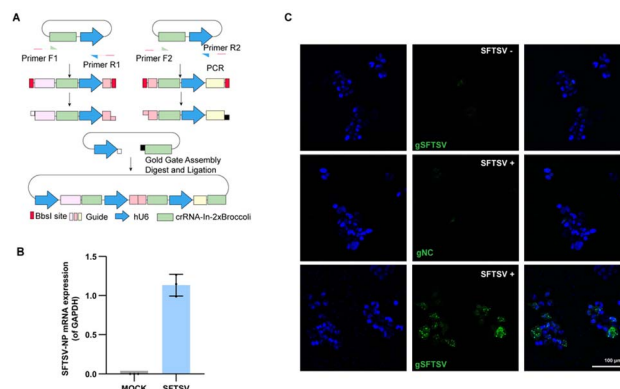 A
Primer F1
Primer R1
Primer F2
Primer R2
PCR
Gold Gate Assembly
Digest and Ligation
BbsI site
Guide
hU6
crRNA-In-2xBroccoli
B
SFTSV-NP mRNA expression
(of GAPDH)
1.5
1.0
0.5
0.0
MOCK
SFTSV
C
SFTSV -
gSFTSV
SFTSV +
gNC
SFTSV +
gSFTSV
100 μm